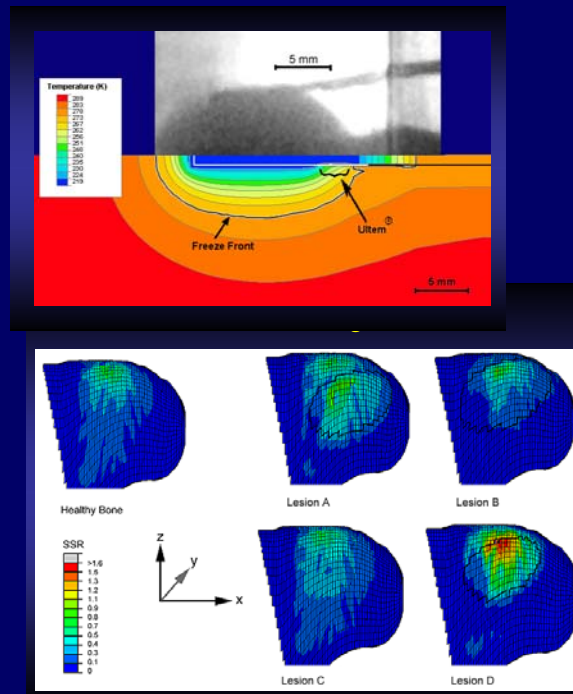 5 mm
Temperature (K)
289
283
278
273
267
262
256
251
246
240
235
230
224
219
Freeze Front
Ultem®
5 mm
Healthy Bone
Lesion A
Lesion B
SSR
>1.6
1.5
1.3
1.2
1.1
0.9
0.8
0.7
0.5
0.4
0.3
0.1
0
z
y
x
Lesion C
Lesion D